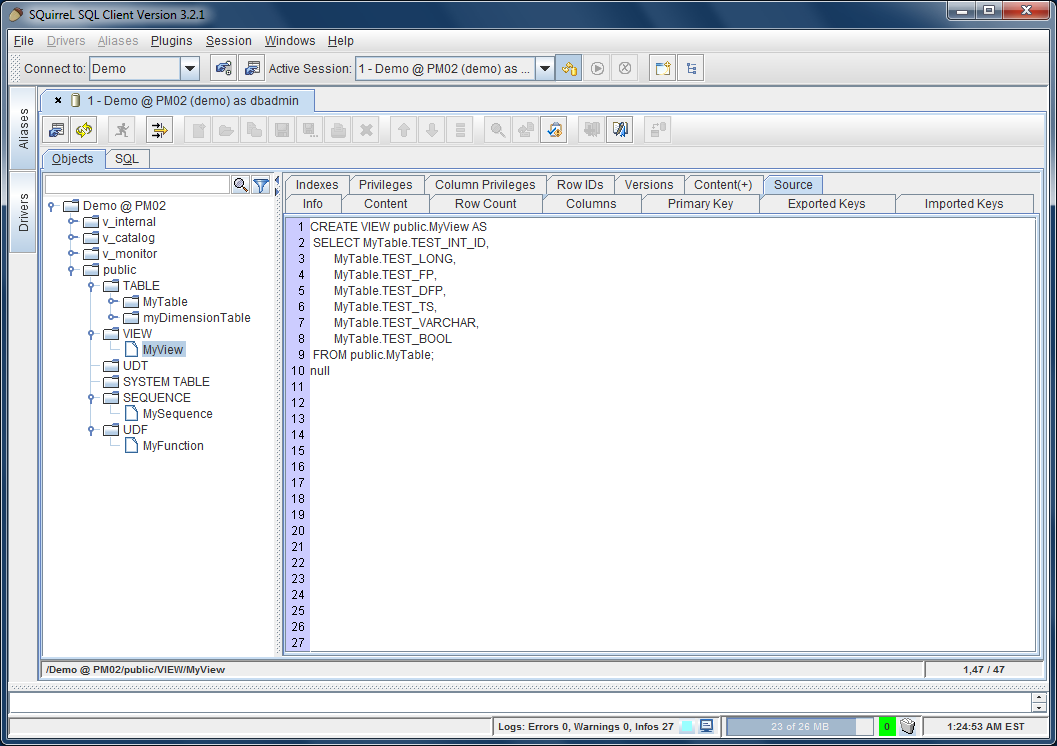 SQuirreL SQL Client Version 3.2.1
File Drivers Aliases Plugins Session Windows Help
Connect to: Demo Active Session: 1 - Demo @ PM02 (demo) as ...
Aliases
Drivers
1 - Demo @ PM02 (demo) as dbadmin
Objects SQL
Demo @ PM02
v_internal
v_catalog
v_monitor
public
TABLE
MyTable
myDimensionTable
VIEW
MyView
UDT
SYSTEM TABLE
SEQUENCE
MySequence
UDF
MyFunction
Indexes Privileges Column Privileges Row IDs Versions Content(+) Source
Info Content Row Count Columns Primary Key Exported Keys Imported Keys
1 CREATE VIEW public.MyView AS
2 SELECT MyTable.TEST_INT_ID,
3 MyTable.TEST_LONG,
4 MyTable.TEST_FP,
5 MyTable.TEST_DFP,
6 MyTable.TEST_TS,
7 MyTable.TEST_VARCHAR,
8 MyTable.TEST_BOOL
9 FROM public.MyTable;
10 null
11
12
13
14
15
16
17
18
19
20
21
22
23
24
25
26
27
/Demo @ PM02/public/VIEW/MyView 1,47 / 47
Logs: Errors 0, Warnings 0, Infos 27 23 of 26 MB 0 1:24:53 AM EST